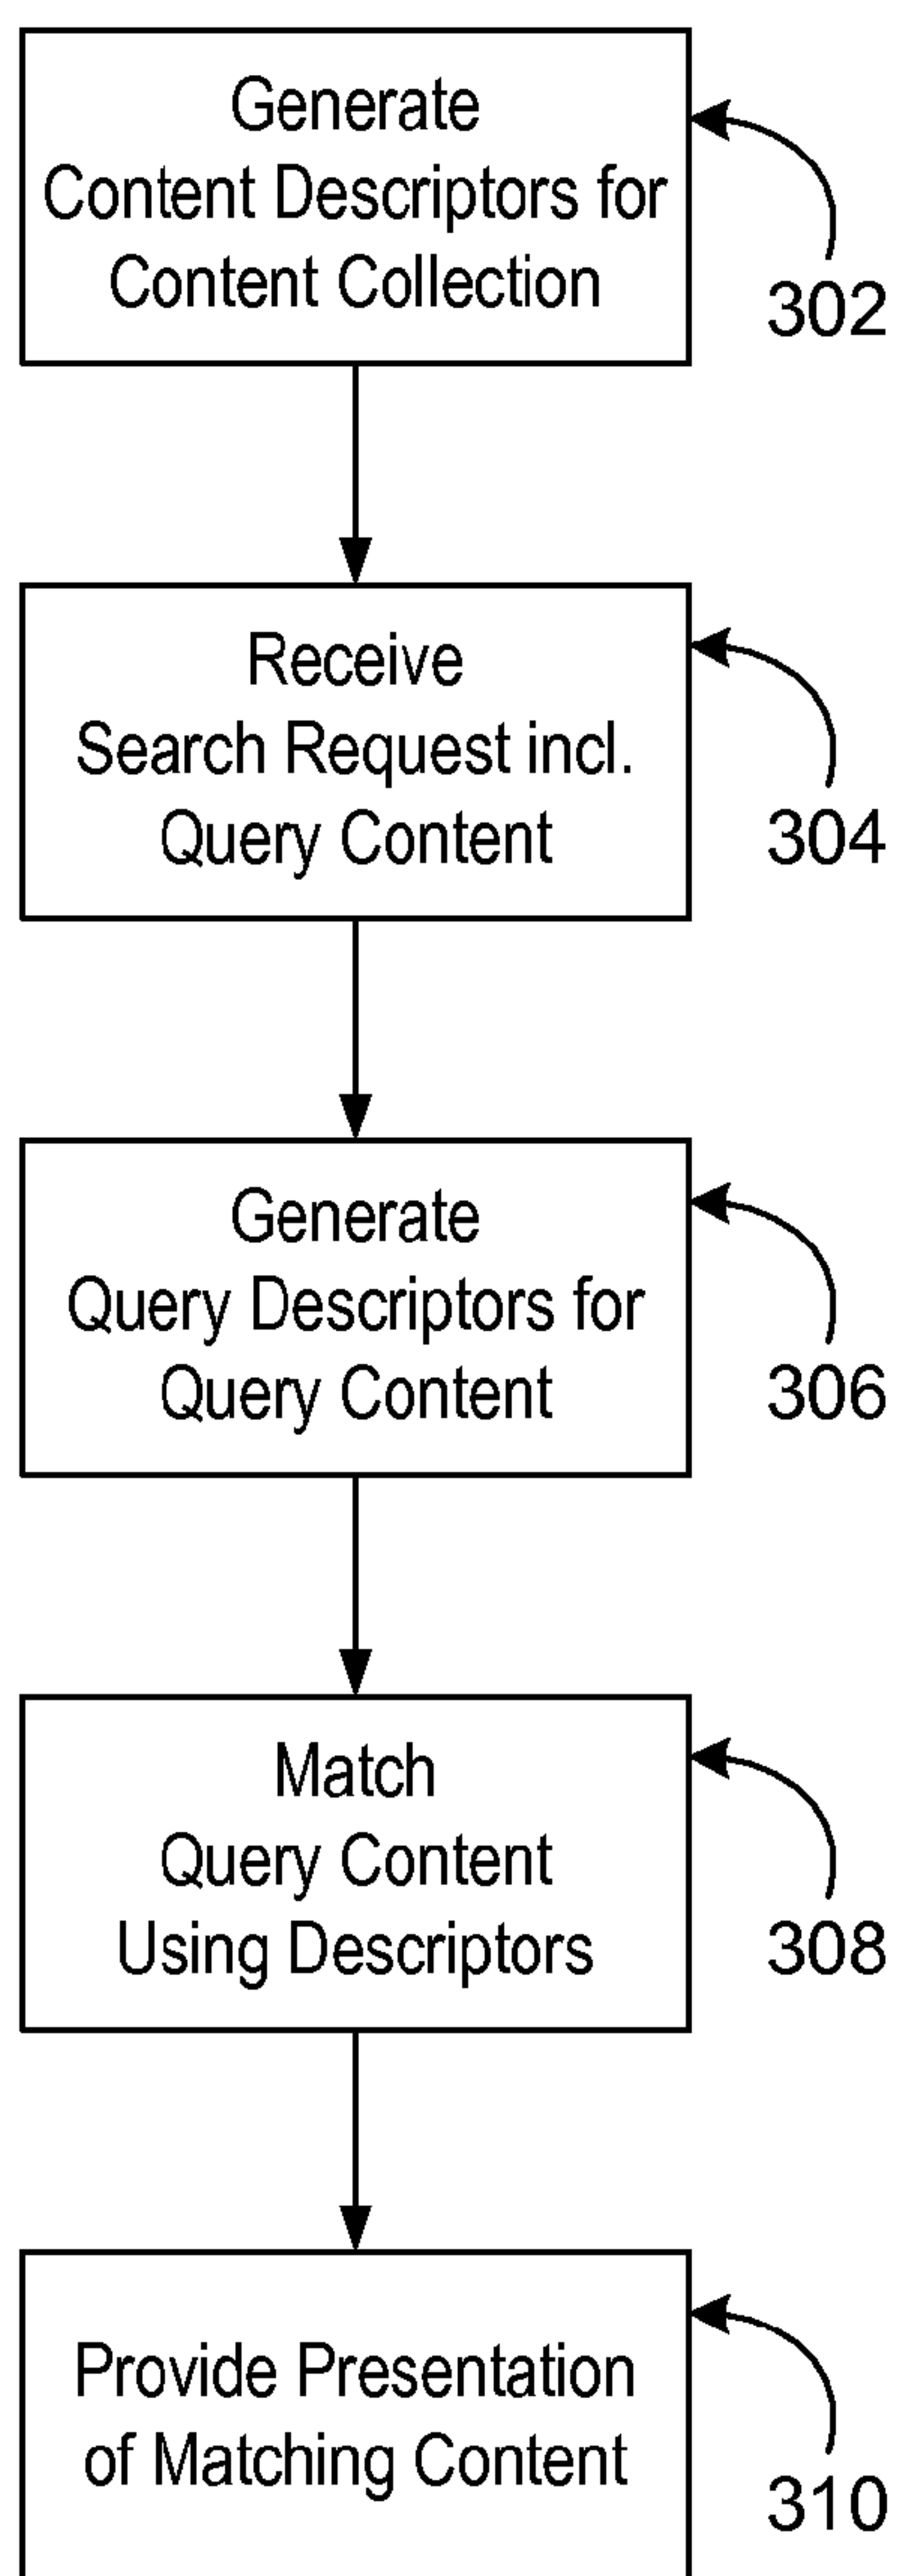 Generate
Content Descriptors for
Content Collection
302
Receive
Search Request incl.
Query Content
304
Generate
Query Descriptors for
Query Content
306
Match
Query Content
Using Descriptors
308
Provide Presentation
of Matching Content
310